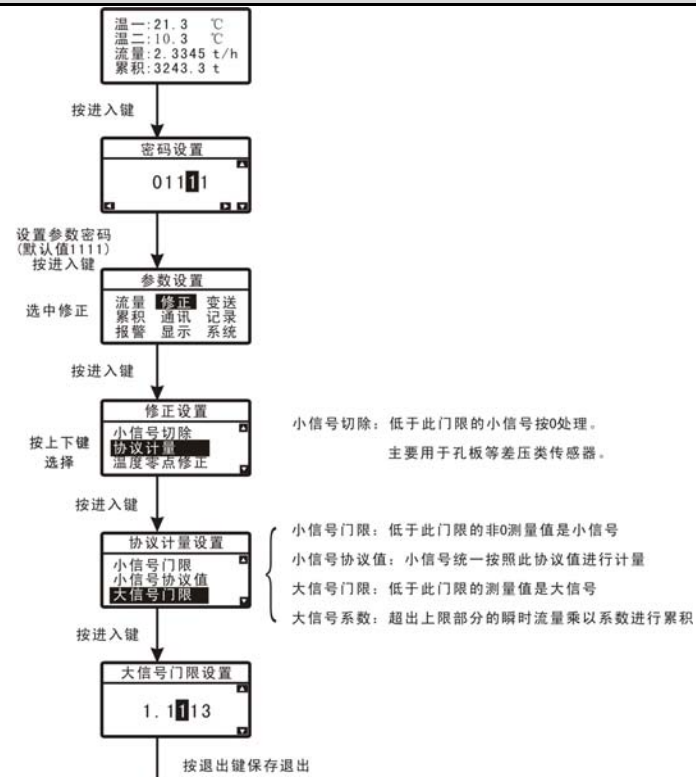 温一:21.3 ℃
温二:10.3 ℃
流量:2.3345 t/h
累积:3243.3 t
按进入键
密码设置
01111
设置参数密码
(默认值1111)
按进入键
参数设置
流量 修正 变送
累积 通讯 记录
报警 显示 系统
选中修正
按进入键
修正设置
小信号切除
协议计量
温度零点修正
按上下键
选择
小信号切除：低于此门限的小信号按0处理。
主要用于孔板等差压类传感器。
按进入键
协议计量设置
小信号门限
小信号协议值
大信号门限
小信号门限：低于此门限的非0测量值是小信号
小信号协议值：小信号统一按照此协议值进行计量
大信号门限：低于此门限的测量值是大信号
大信号系数：超出上限部分的瞬时流量乘以系数进行累积
按进入键
大信号门限设置
1.1113
按退出键保存退出